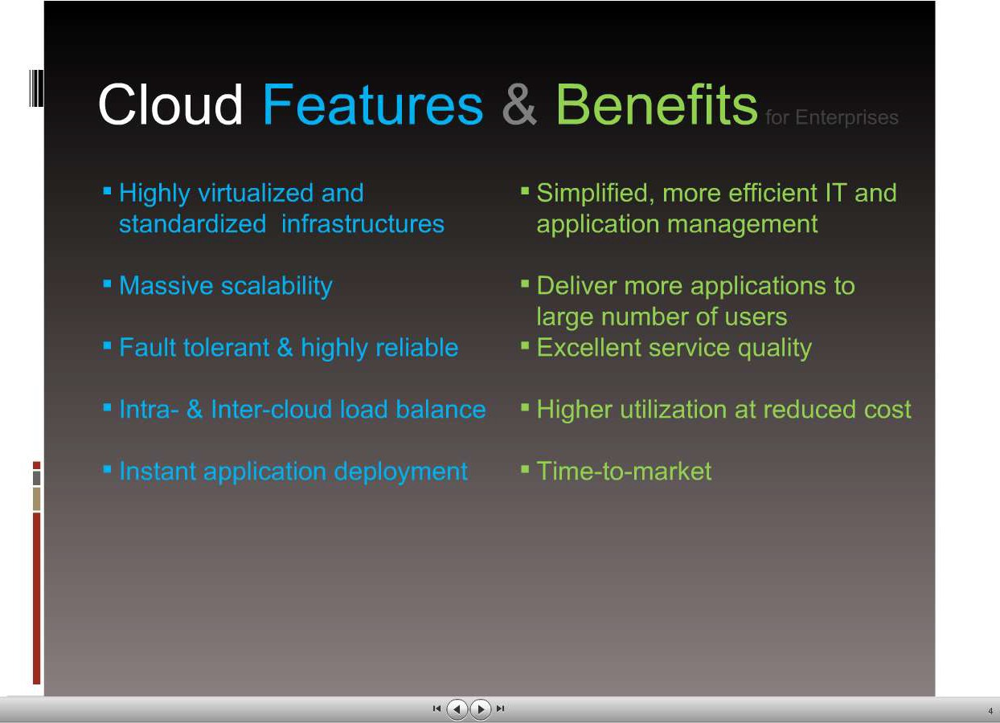 Cloud Features & Benefits for Enterprises
▪ Highly virtualized and
standardized  infrastructures
▪ Massive scalability
▪ Fault tolerant & highly reliable
▪ Intra- & Inter-cloud load balance
▪ Instant application deployment
▪ Simplified, more efficient IT and
application management
▪ Deliver more applications to
large number of users
▪ Excellent service quality
▪ Higher utilization at reduced cost
▪ Time-to-market
4